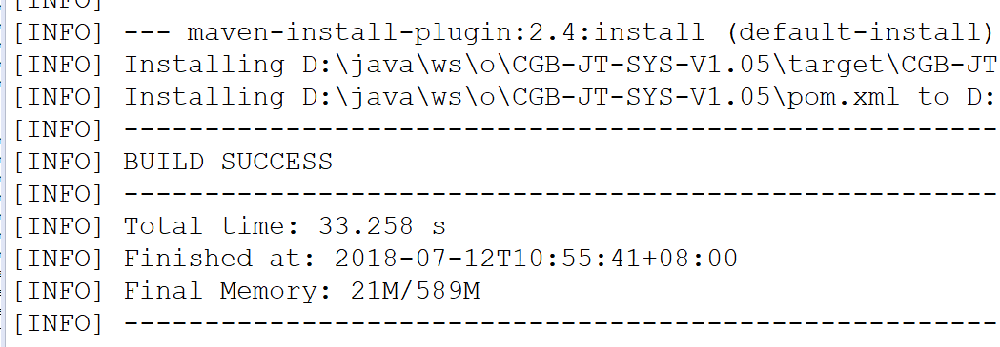 [INFO]
[INFO] --- maven-install-plugin:2.4:install (default-install)
[INFO] Installing D:\java\ws\o\CGB-JT-SYS-V1.05\target\CGB-JT
[INFO] Installing D:\java\ws\o\CGB-JT-SYS-V1.05\pom.xml to D:
[INFO] ------------------------------------------------------
[INFO] BUILD SUCCESS
[INFO] ------------------------------------------------------
[INFO] Total time: 33.258 s
[INFO] Finished at: 2018-07-12T10:55:41+08:00
[INFO] Final Memory: 21M/589M
[INFO] ------------------------------------------------------